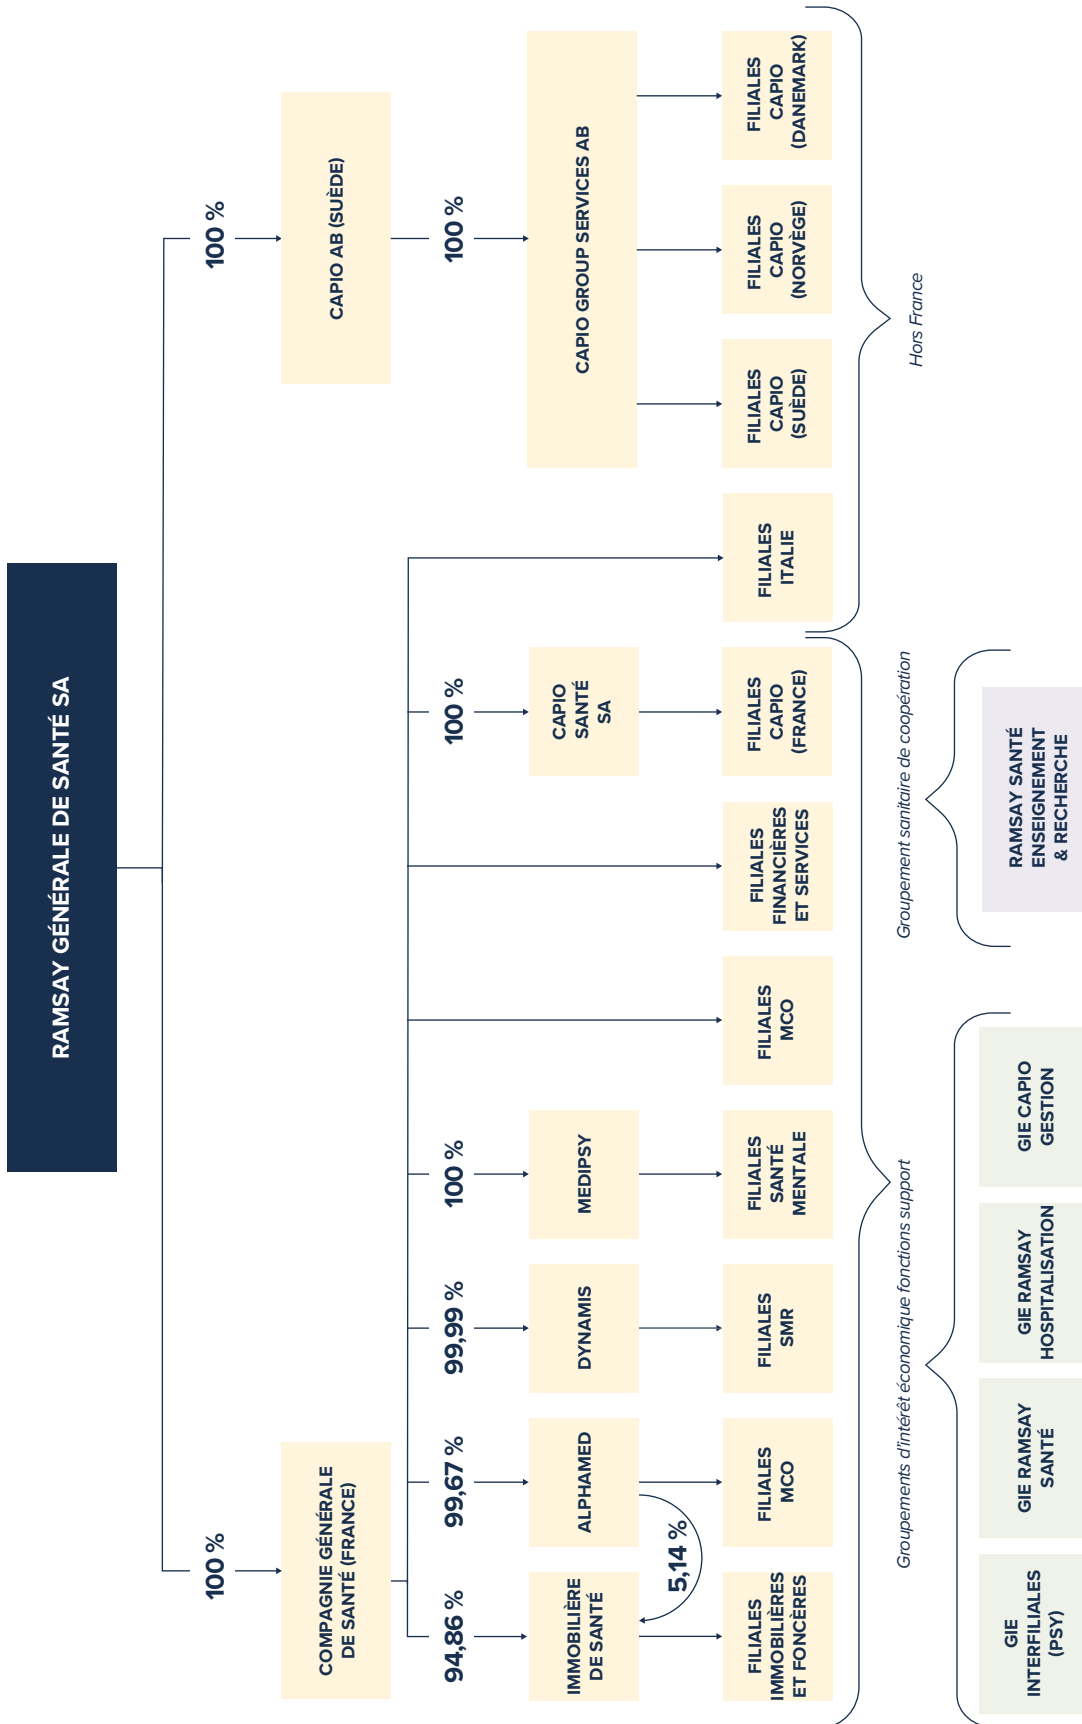 RAMSAY GÉNÉRALE DE SANTÉ SA
100 %
100 %
COMPAGNIE GÉNÉRALE
DE SANTÉ (FRANCE)
CAPIO AB (SUÈDE)
94,86 %
99,67 %
99,99 %
100 %
100 %
100 %
IMMOBILIÈRE
DE SANTÉ
ALPHAMED
DYNAMIS
MEDIPSY
CAPIO
SANTÉ
SA
CAPIO GROUP SERVICES AB
5,14 %
FILIALES
IMMOBILIÈRES
ET FONCÈRES
FILIALES
MCO
FILIALES
SMR
FILIALES
SANTÉ
MENTALE
FILIALES
MCO
FILIALES
FINANCIÈRES
ET SERVICES
FILIALES
CAPIO
(FRANCE)
FILIALES
ITALIE
FILIALES
CAPIO
(SUÈDE)
FILIALES
CAPIO
(NORVÈGE)
FILIALES
CAPIO
(DANEMARK)
Groupements d'intérêt économique fonctions support
Groupement sanitaire de coopération
Hors France
GIE
INTERFILIALES
(PSY)
GIE RAMSAY
SANTÉ
GIE RAMSAY
HOSPITALISATION
GIE CAPIO
GESTION
RAMSAY SANTÉ
ENSEIGNEMENT
& RECHERCHE